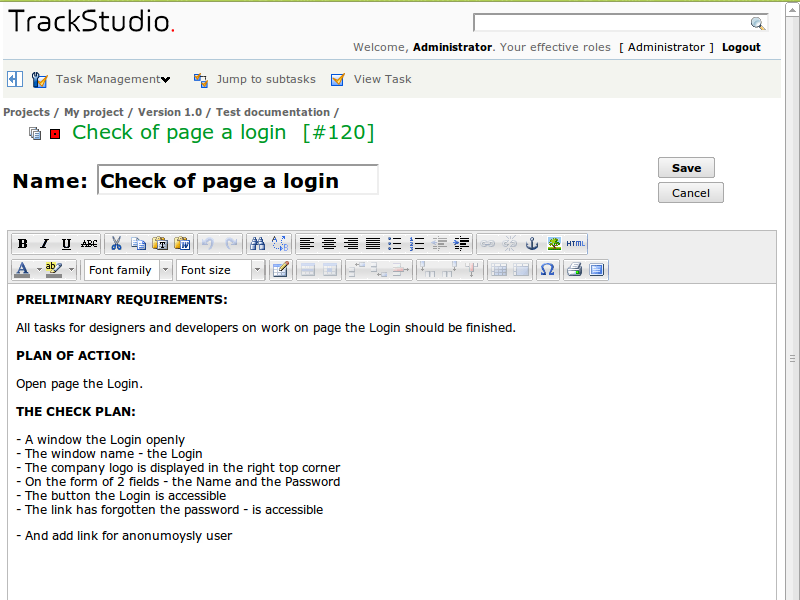 TrackStudio.
Welcome, Administrator. Your effective roles [ Administrator ] Logout
Task Management Jump to subtasks View Task
Projects / My project / Version 1.0 / Test documentation /
Check of page a login [#120]
Name: Check of page a login
Save
Cancel
B I U ABC HTML
A ab Font family Font size Ω
PRELIMINARY REQUIREMENTS:
All tasks for designers and developers on work on page the Login should be finished.
PLAN OF ACTION:
Open page the Login.
THE CHECK PLAN:
- A window the Login openly
- The window name - the Login
- The company logo is displayed in the right top corner
- On the form of 2 fields - the Name and the Password
- The button the Login is accessible
- The link has forgotten the password - is accessible
- And add link for anonumoysly user